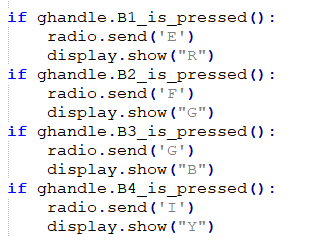 if ghandle.B1_is_pressed():
    radio.send('E')
    display.show("R")
if ghandle.B2_is_pressed():
    radio.send('F')
    display.show("G")
if ghandle.B3_is_pressed():
    radio.send('G')
    display.show("B")
if ghandle.B4_is_pressed():
    radio.send('I')
    display.show("Y")